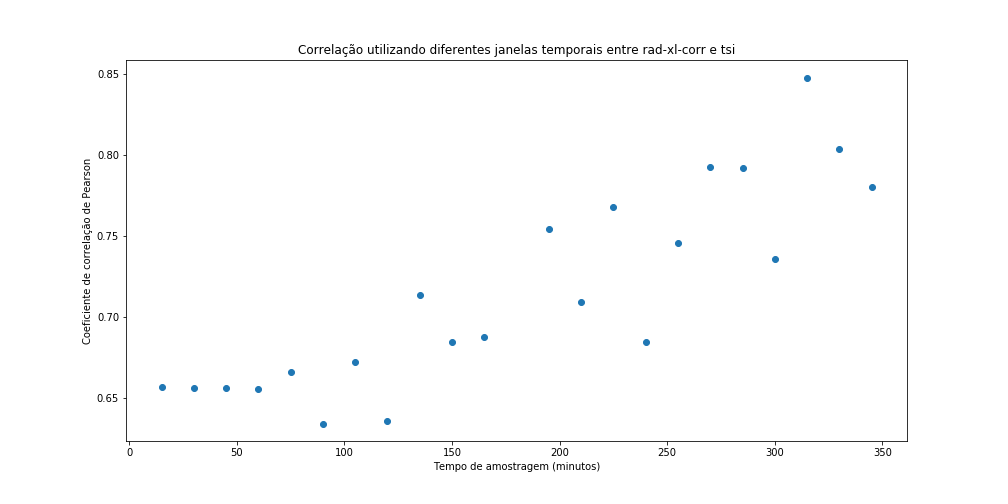 Correlação utilizando diferentes janelas temporais entre rad-xl-corr e tsi
0.85
0.80
0.75
0.70
0.65
Coeficiente de correlação de Pearson
0 50 100 150 200 250 300 350
Tempo de amostragem (minutos)